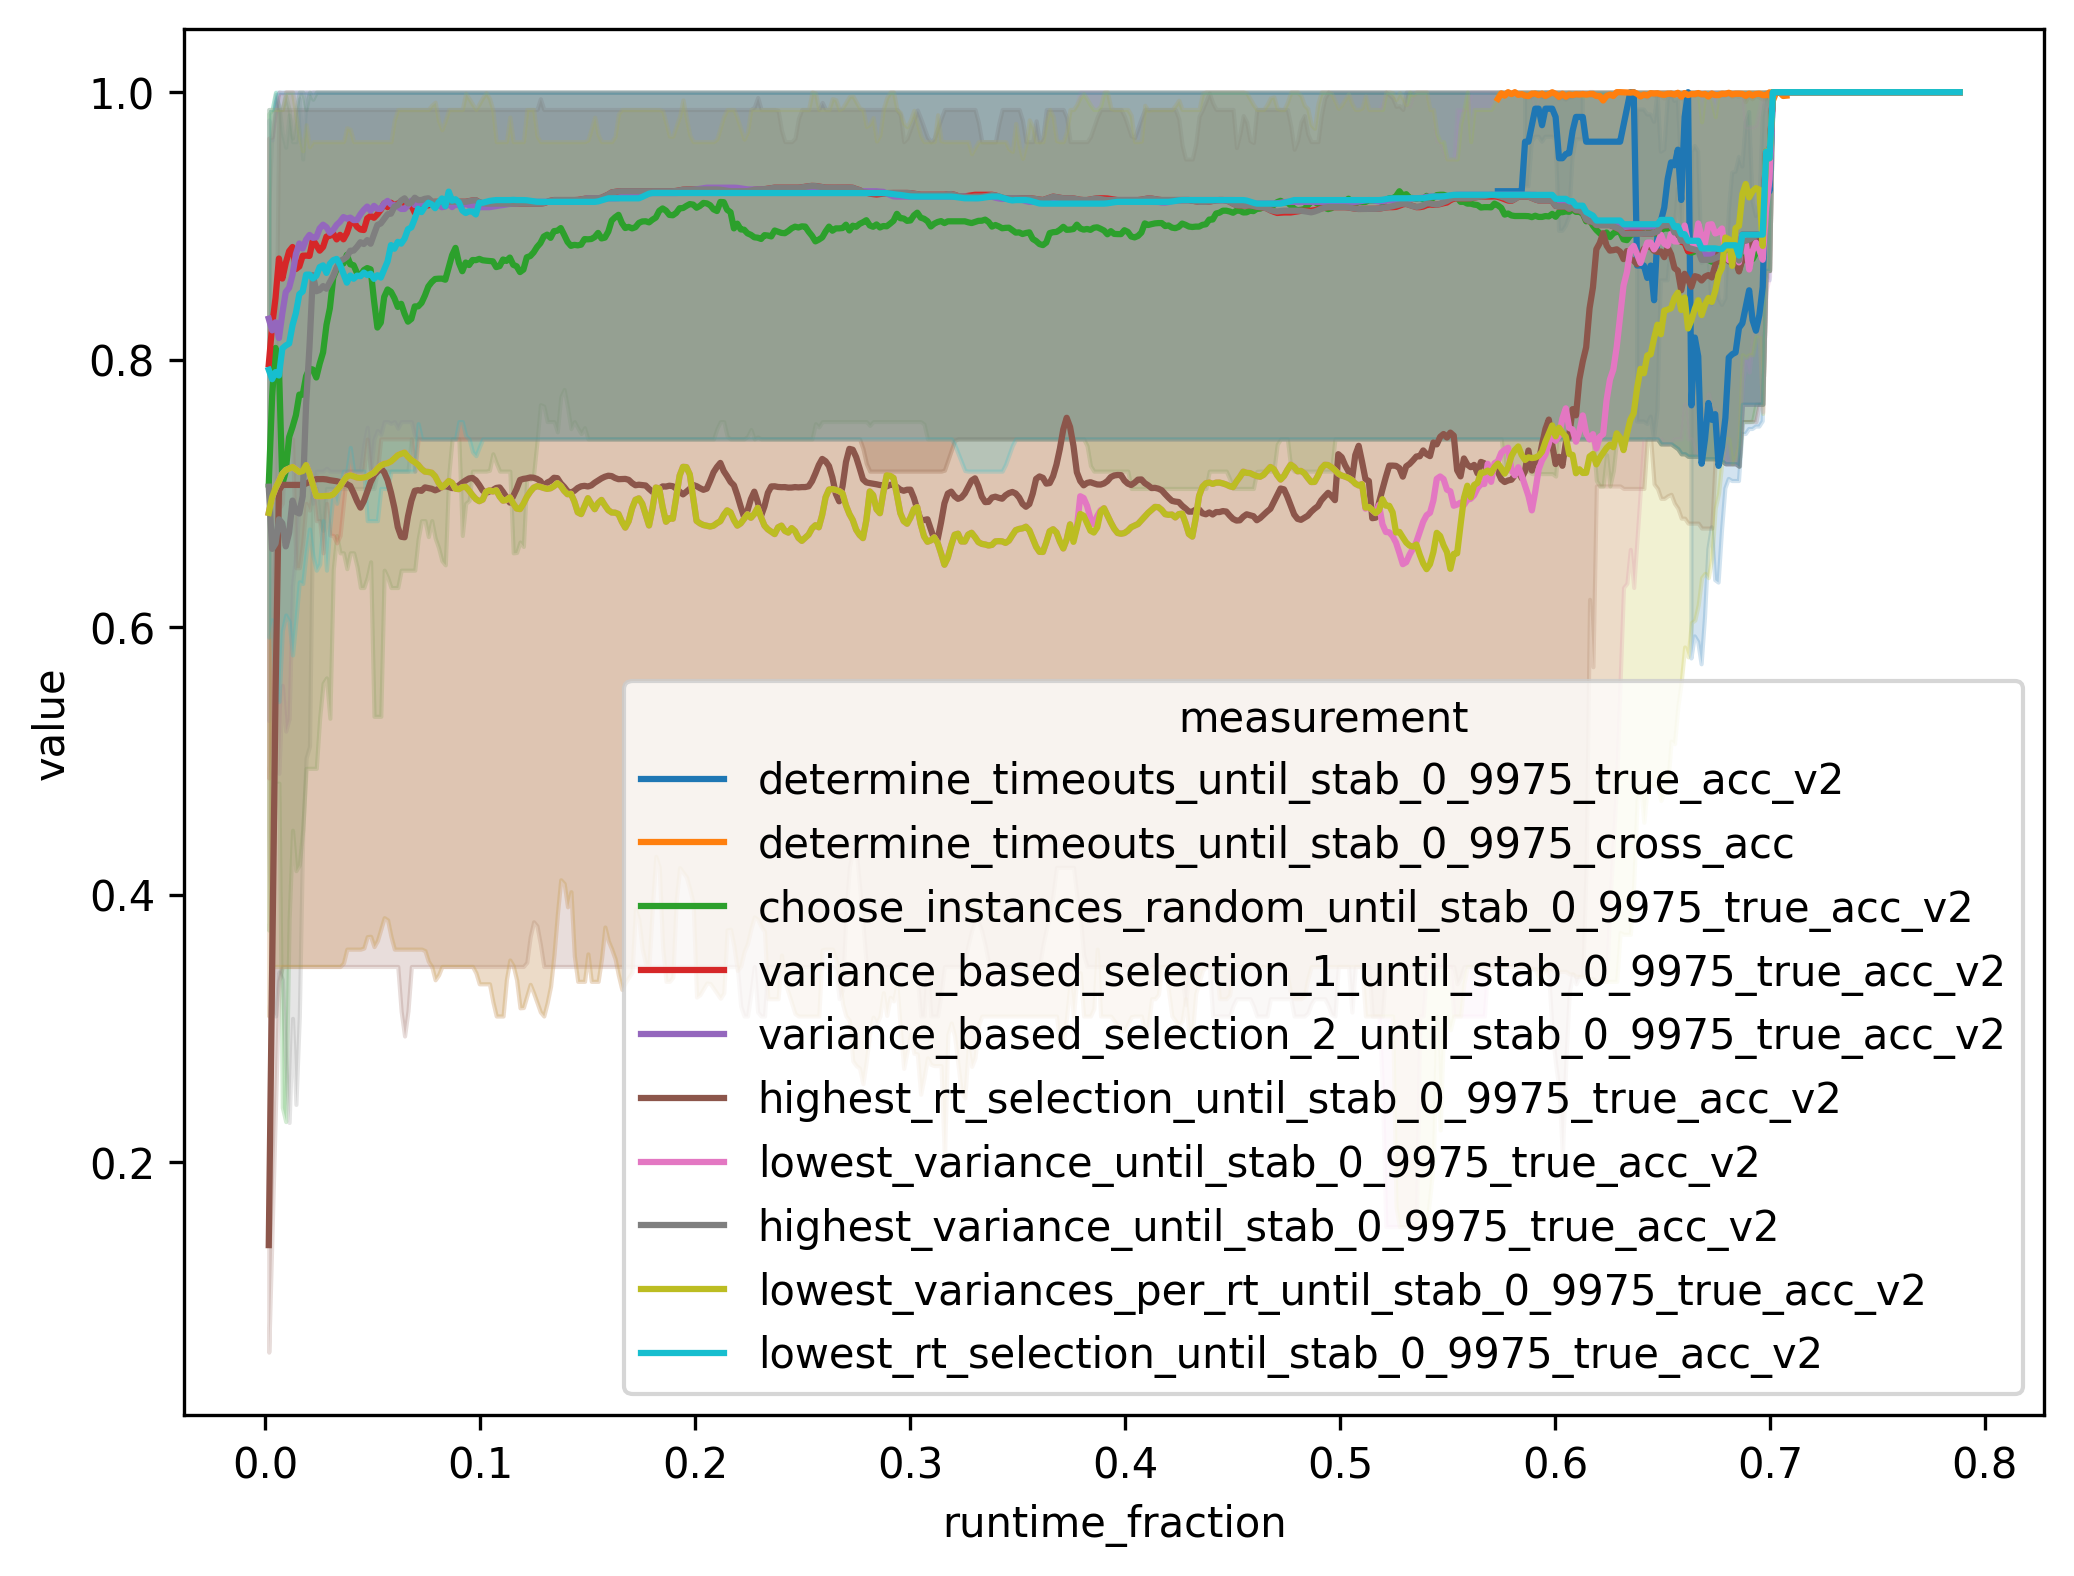 1.0
0.8
0.6
0.4
0.2
value
measurement
determine_timeouts_until_stab_0_9975_true_acc_v2
determine_timeouts_until_stab_0_9975_cross_acc
choose_instances_random_until_stab_0_9975_true_acc_v2
variance_based_selection_1_until_stab_0_9975_true_acc_v2
variance_based_selection_2_until_stab_0_9975_true_acc_v2
highest_rt_selection_until_stab_0_9975_true_acc_v2
lowest_variance_until_stab_0_9975_true_acc_v2
highest_variance_until_stab_0_9975_true_acc_v2
lowest_variances_per_rt_until_stab_0_9975_true_acc_v2
lowest_rt_selection_until_stab_0_9975_true_acc_v2
0.0 0.1 0.2 0.3 0.4 0.5 0.6 0.7 0.8
runtime_fraction